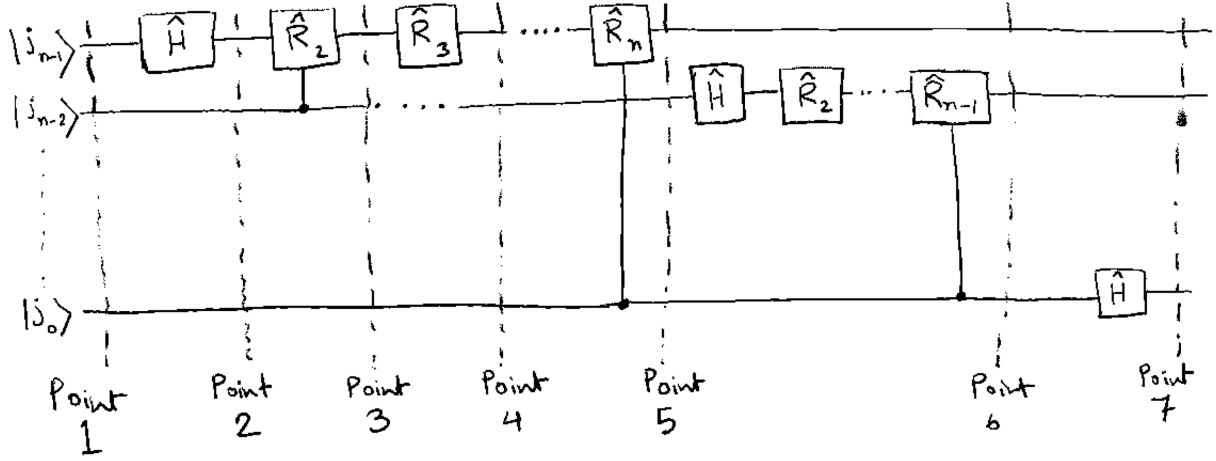 |j_{n-1}⟩ Ĥ R̂_2 R̂_3 ..... R̂_n
|j_{n-2}⟩ .... Ĥ R̂_2 ... R̂_{n-1}
|j_0⟩ Ĥ
Point 1 Point 2 Point 3 Point 4 Point 5 Point 6 Point 7